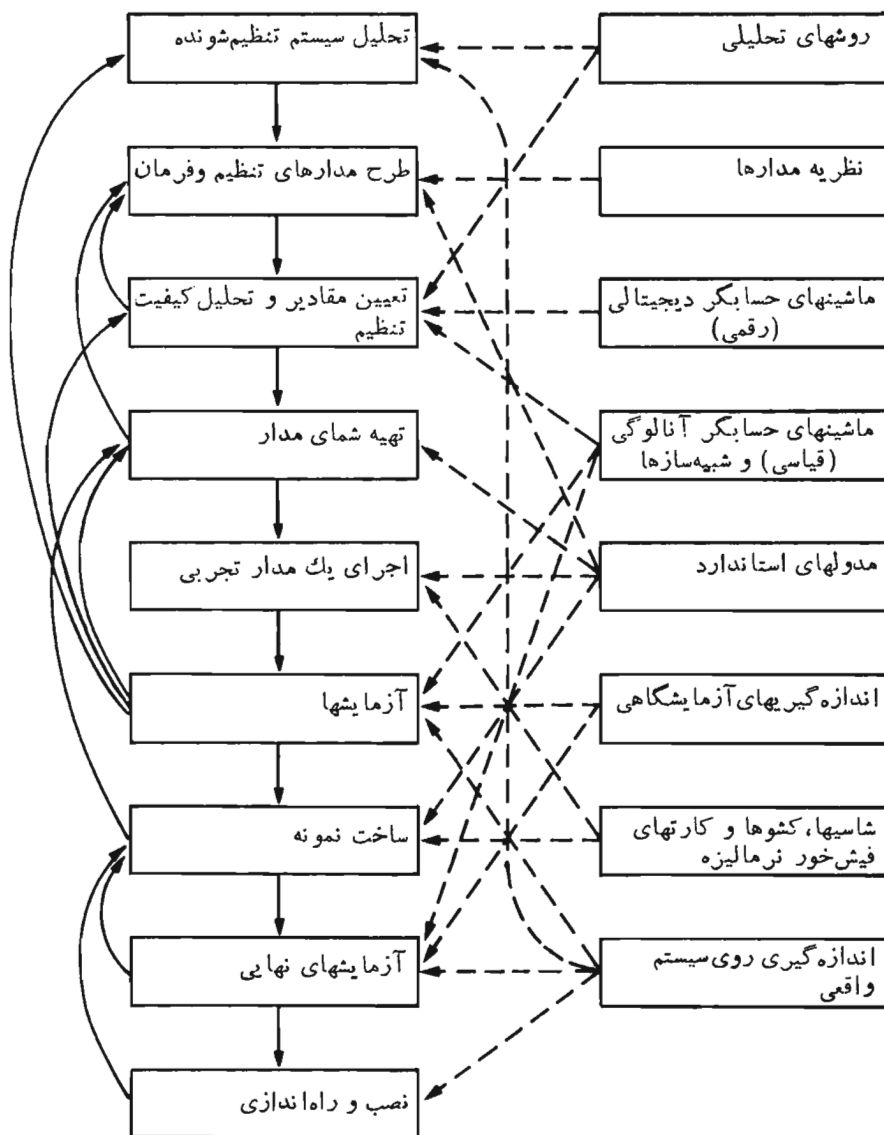 تحلیل سیستم تنظیم‌شونده
روشهای تحلیلی
طرح مدارهای تنظیم وفرمان
نظریه مدارها
تعیین مقادیر و تحلیل کیفیت
تنظیم
ماشینهای حسابگر دیجیتالی
(رقمی)
تهیه شمای مدار
ماشینهای حسابگر آنالوگی
(قیاسی) و شبیه‌سازها
اجرای یك مدار تجربی
مدولهای استاندارد
آزمایشها
اندازه‌گیریهای آزمایشگاهی
ساخت نمونه
شاسیها، کشوها و کارتهای
فیش‌خور نرمالیزه
آزمایشهای نهایی
اندازه‌گیری روی سیستم
واقعی
نصب و راه‌اندازی